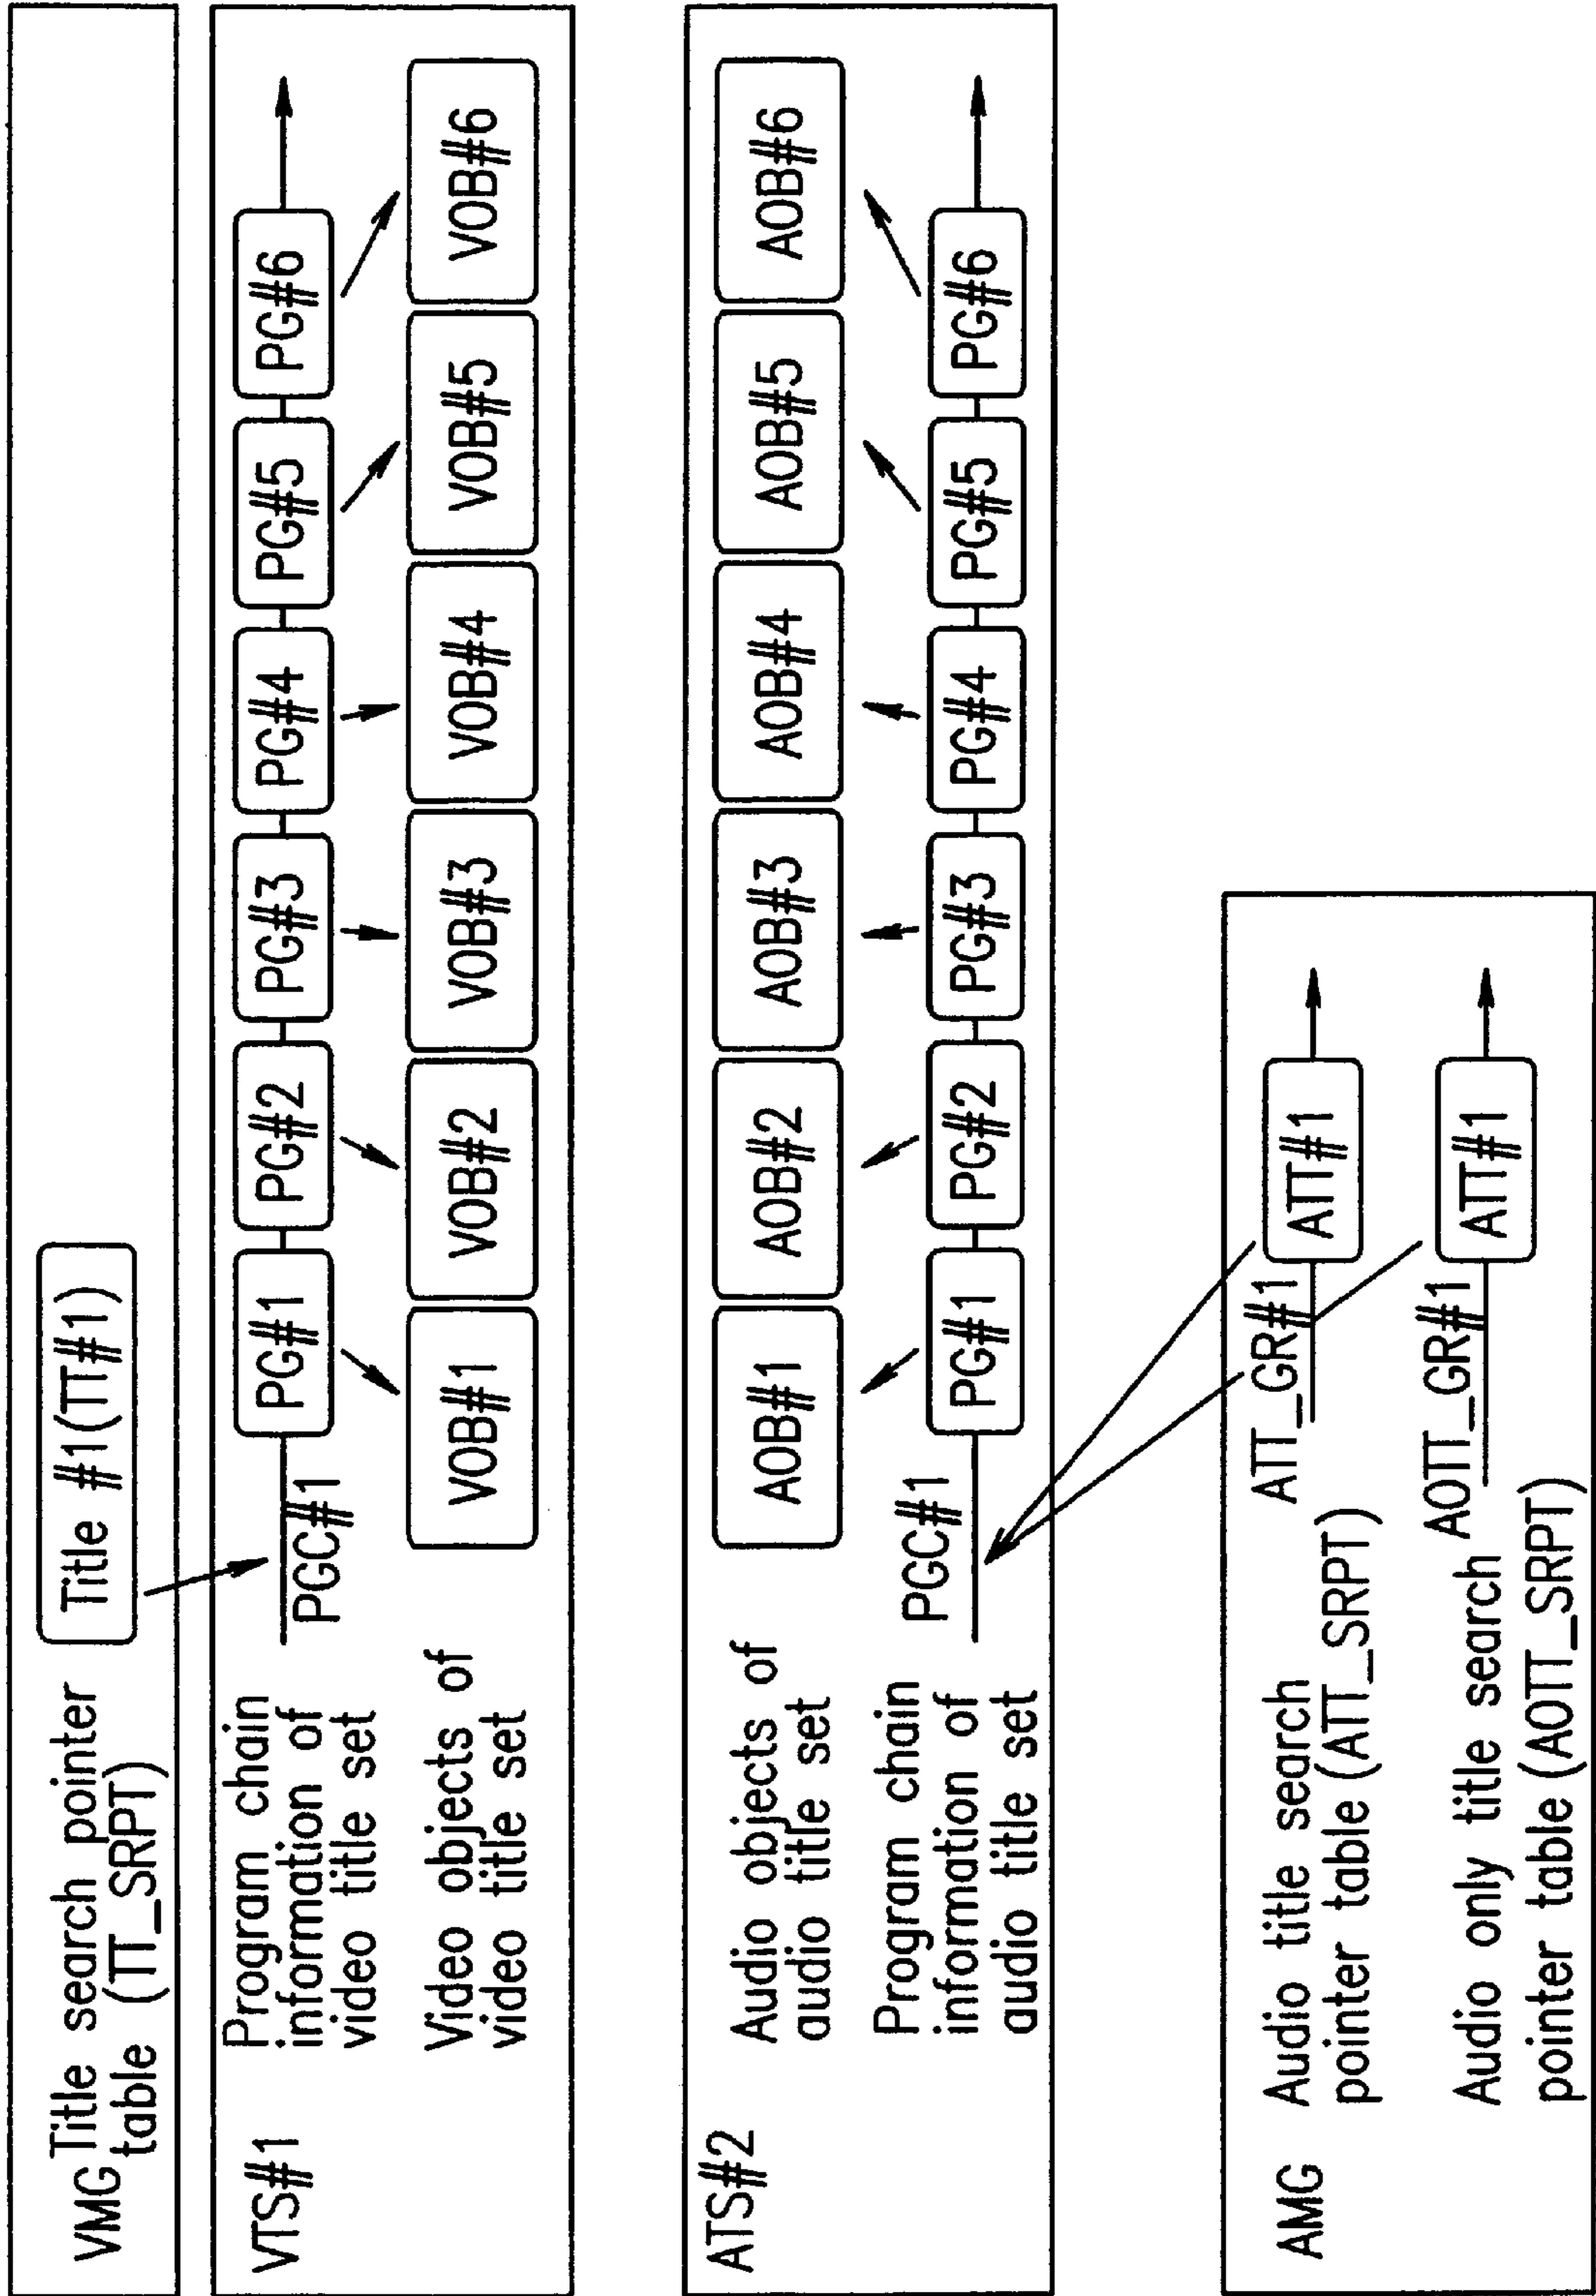 VMG
Title search pointer
table (TT_SRPT)
Title #1(TT#1)
VTS#1
Program chain
information of
video title set
PGC#1
PG#1
PG#2
PG#3
PG#4
PG#5
PG#6
Video objects of
video title set
VOB#1
VOB#2
VOB#3
VOB#4
VOB#5
VOB#6
ATS#2
Audio objects of
audio title set
AOB#1
AOB#2
AOB#3
AOB#4
AOB#5
AOB#6
Program chain
information of
audio title set
PGC#1
PG#1
PG#2
PG#3
PG#4
PG#5
PG#6
AMG
Audio title search
pointer table (ATT_SRPT)
ATT_GR#1
ATT#1
Audio only title search
pointer table (AOTT_SRPT)
AOTT_GR#1
ATT#1